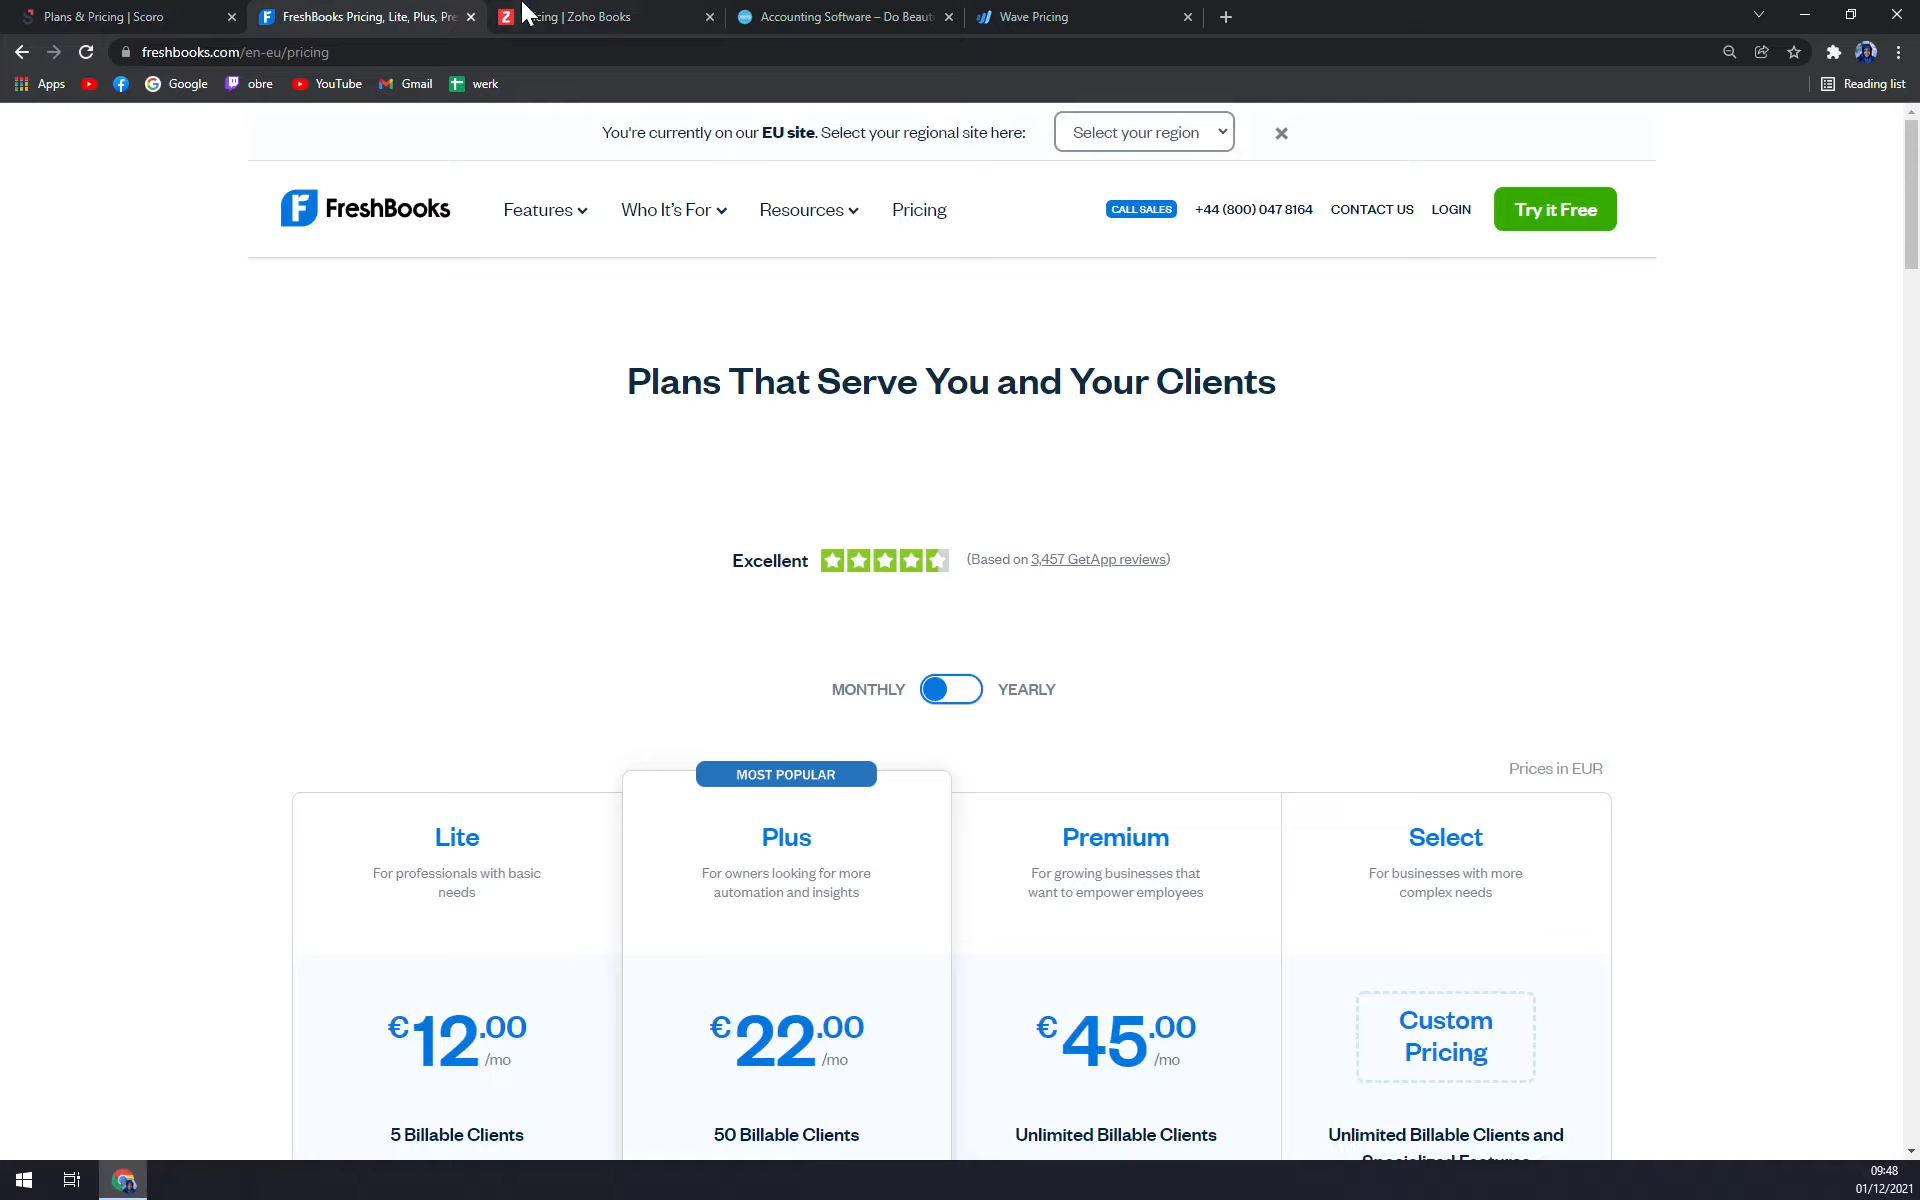 Plans & Pricing | Scoro
FreshBooks Pricing, Lite, Plus, Pre
cing | Zoho Books
Accounting Software – Do Beauti
Wave Pricing
freshbooks.com/en-eu/pricing
Apps
Google
obre
YouTube
Gmail
werk
Reading list
You're currently on our EU site. Select your regional site here:
Select your region
FreshBooks
Features
Who It's For
Resources
Pricing
CALL SALES
+44 (800) 047 8164
CONTACT US
LOGIN
Try it Free
Plans That Serve You and Your Clients
Excellent
(Based on 3,457 GetApp reviews)
MONTHLY
YEARLY
Prices in EUR
MOST POPULAR
Lite
For professionals with basic
needs
€12.00
/mo
5 Billable Clients
Plus
For owners looking for more
automation and insights
€22.00
/mo
50 Billable Clients
Premium
For growing businesses that
want to empower employees
€45.00
/mo
Unlimited Billable Clients
Select
For businesses with more
complex needs
Custom
Pricing
Unlimited Billable Clients and
Specialized Features
09:48
01/12/2021